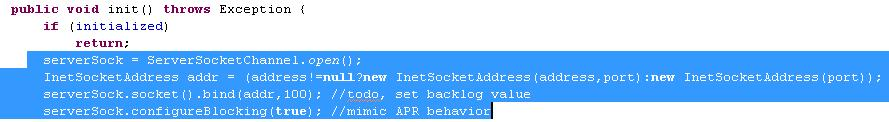 public void init() throws Exception {
if (initialized)
return;
serverSock = ServerSocketChannel.open();
InetSocketAddress addr = (address!=null?new InetSocketAddress(address,port):new InetSocketAddress(port));
serverSock.socket().bind(addr,100); //todo, set backlog value
serverSock.configureBlocking(true); //mimic APR behavior